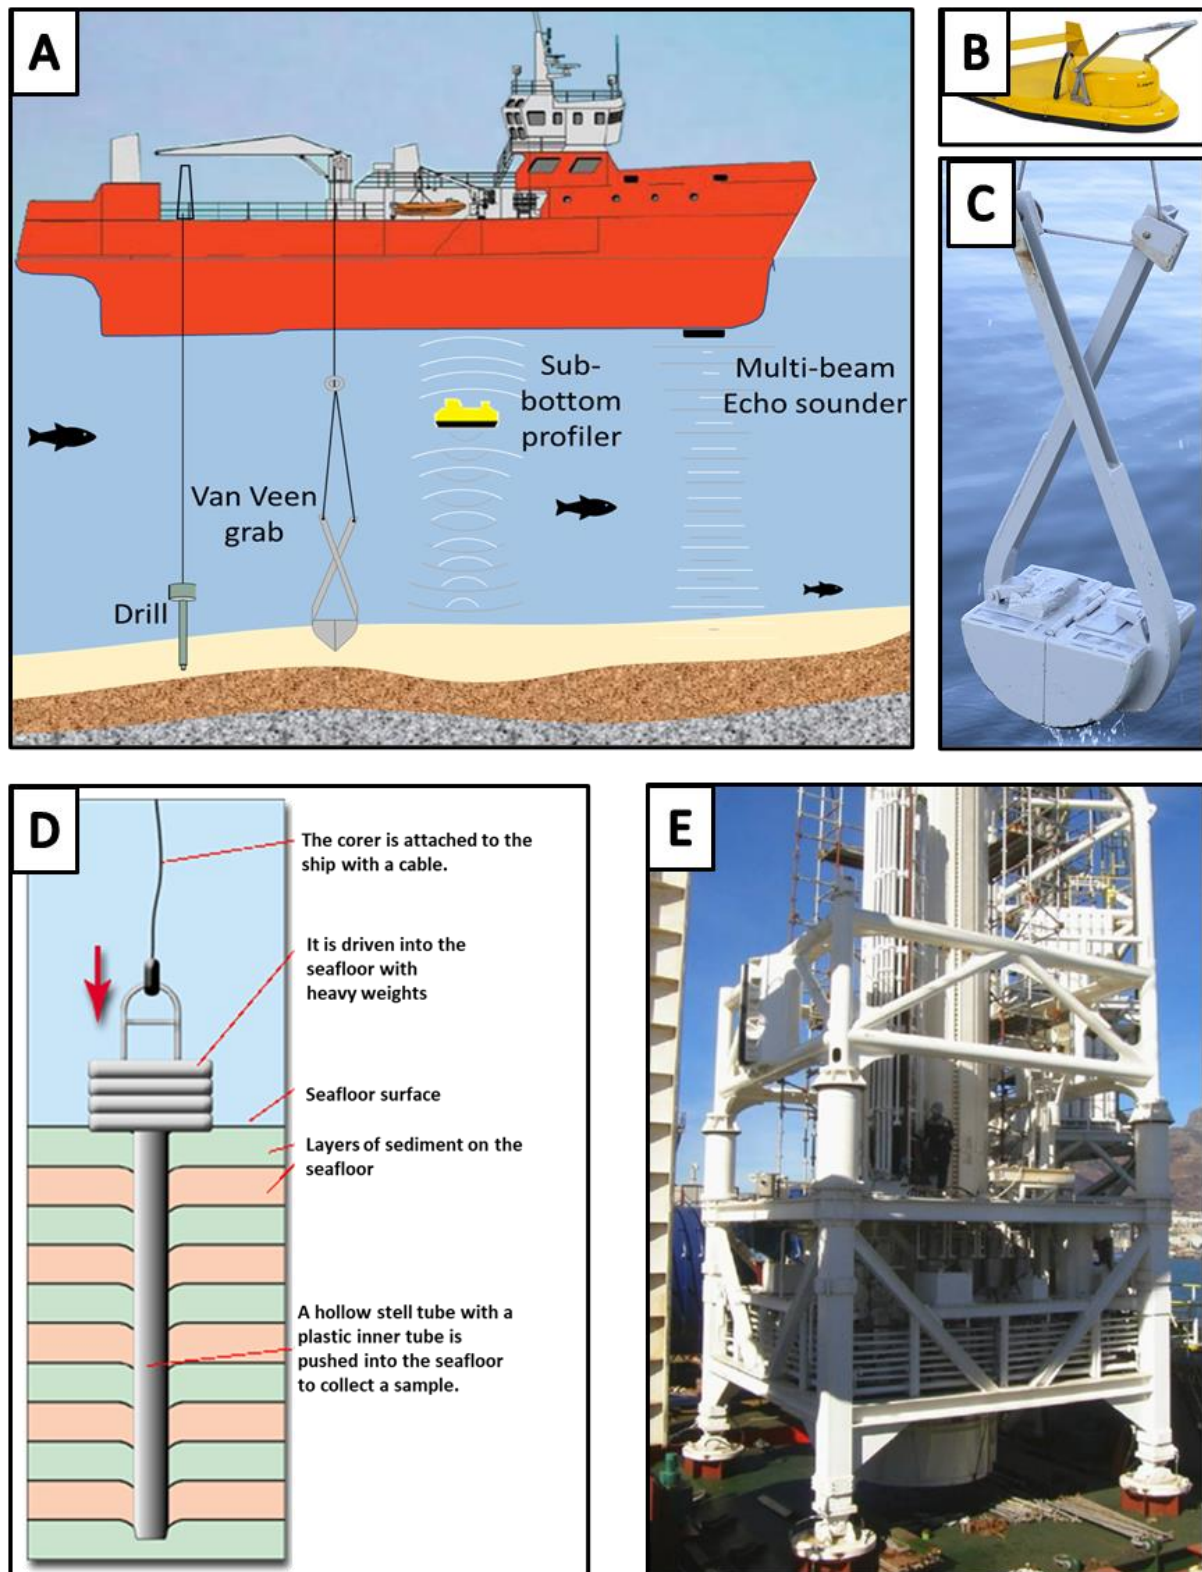 A
Sub-
bottom
profiler
Multi-beam
Echo sounder
Van Veen
grab
Drill
B
C
D
The corer is attached to the
ship with a cable.
It is driven into the
seafloor with
heavy weights
Seafloor surface
Layers of sediment on the
seafloor
A hollow stell tube with a
plastic inner tube is
pushed into the seafloor
to collect a sample.
E